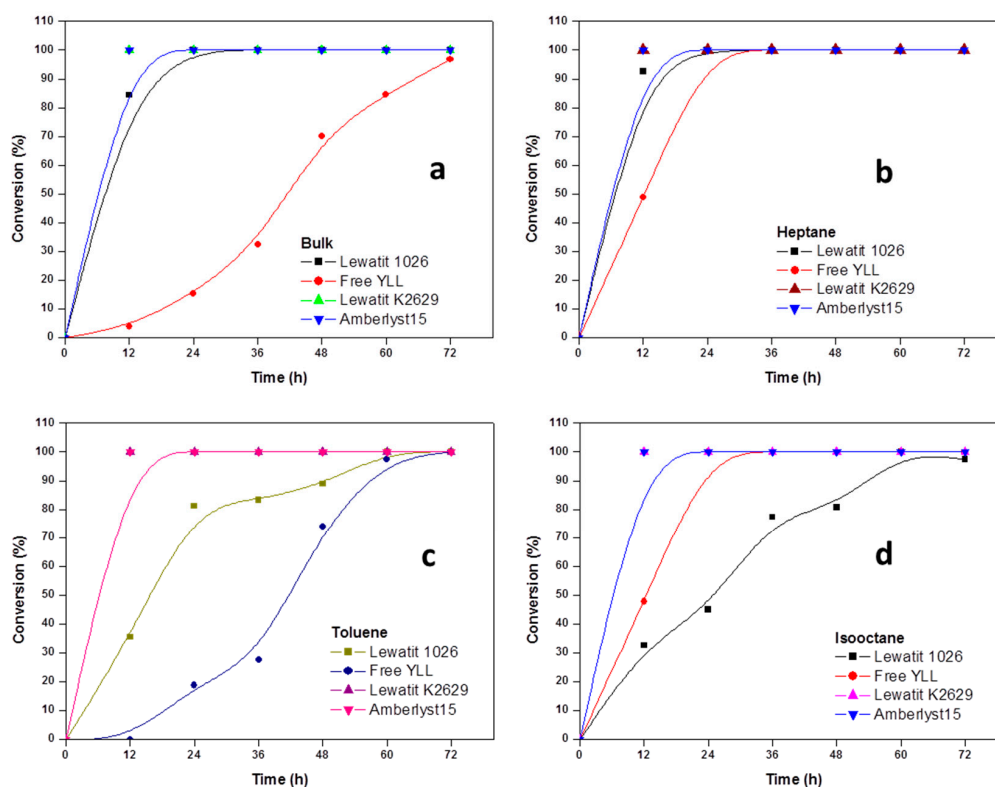 110
100
90
80
70
60
50
40
30
20
10
0
Conversion (%)
a
Bulk
Lewatit 1026
Free YLL
Lewatit K2629
Amberlyst15
0 12 24 36 48 60 72
Time (h)
110
100
90
80
70
60
50
40
30
20
10
0
Conversion (%)
b
Heptane
Lewatit 1026
Free YLL
Lewatit K2629
Amberlyst15
0 12 24 36 48 60 72
Time (h)
110
100
90
80
70
60
50
40
30
20
10
0
Conversion (%)
c
Toluene
Lewatit 1026
Free YLL
Lewatit K2629
Amberlyst15
0 12 24 36 48 60 72
Time (h)
110
100
90
80
70
60
50
40
30
20
10
0
Conversion (%)
d
Isooctane
Lewatit 1026
Free YLL
Lewatit K2629
Amberlyst15
0 12 24 36 48 60 72
Time (h)